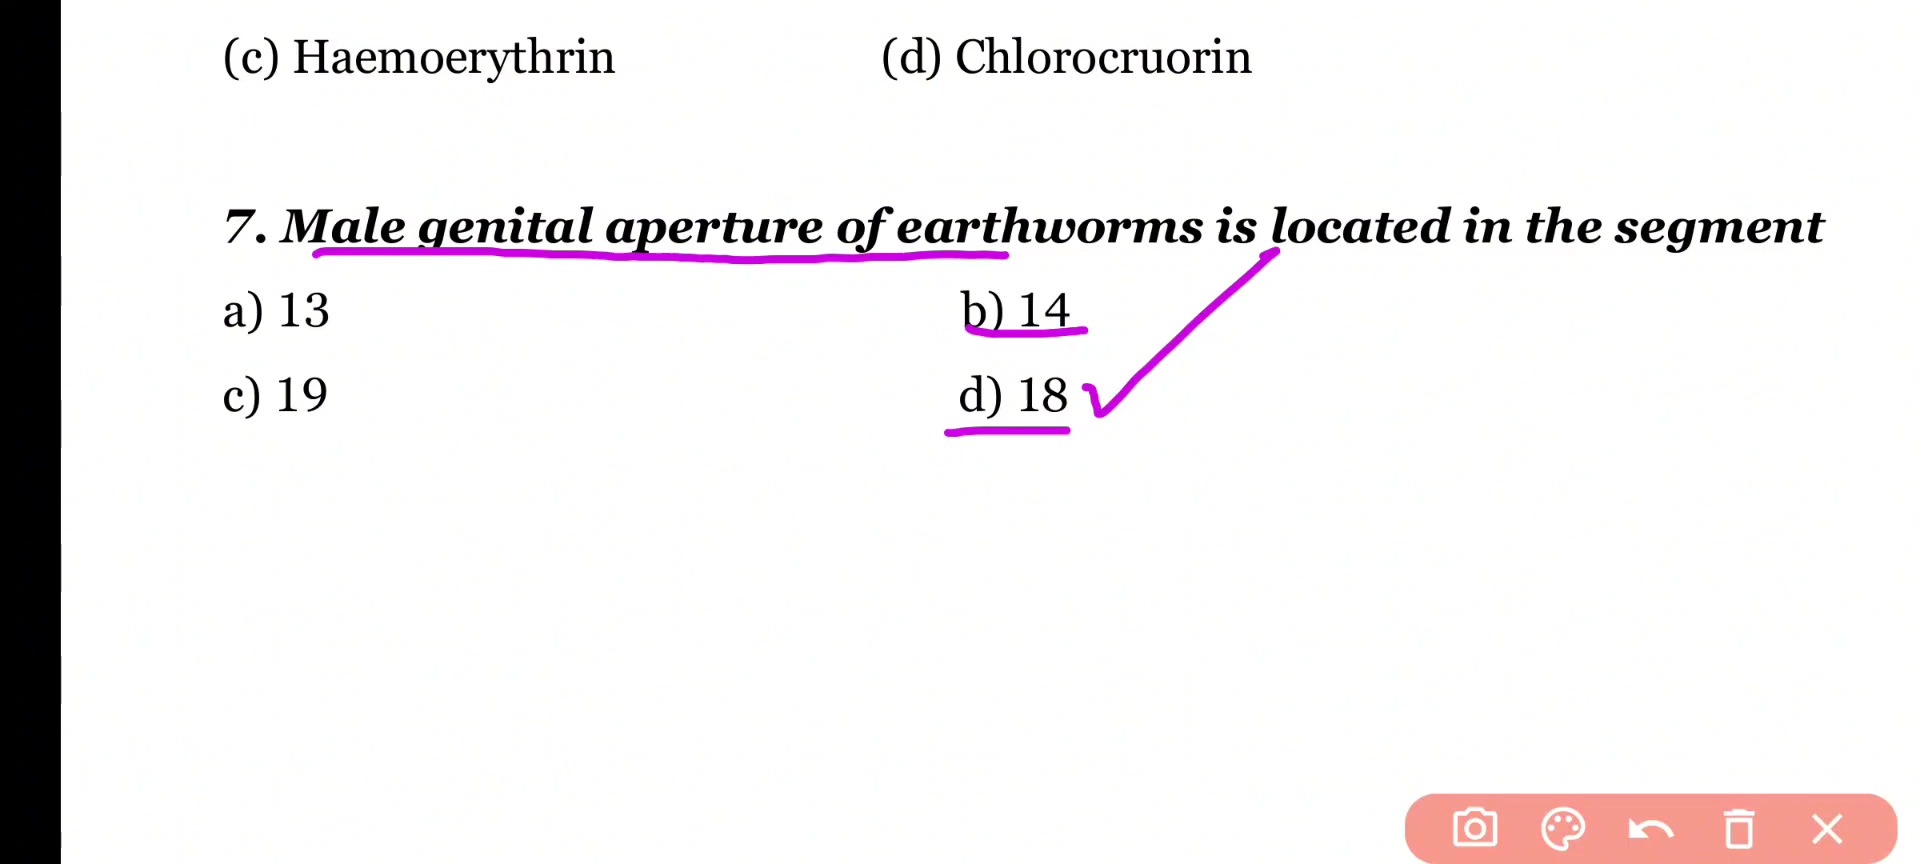 (c) Haemoerythrin (d) Chlorocruorin
7. Male genital aperture of earthworms is located in the segment
a) 13 b) 14
c) 19 d) 18